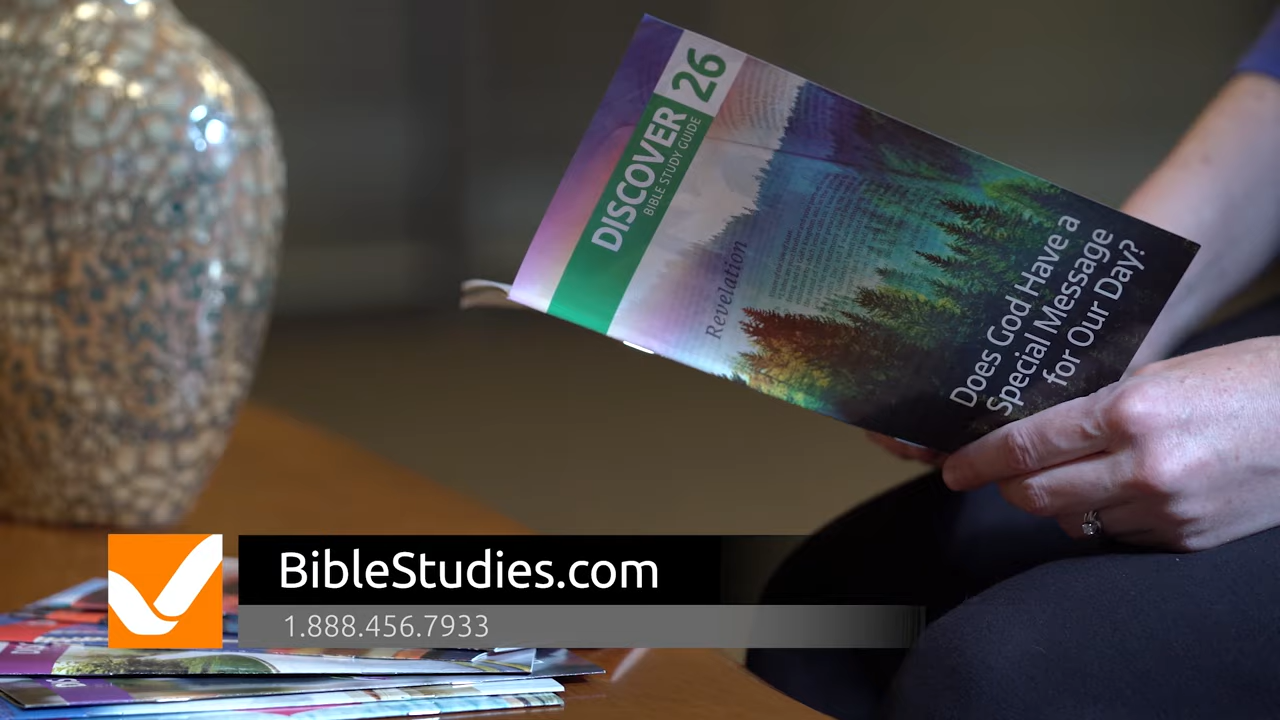 DISCOVER 26
BIBLE STUDY GUIDE
Revelation
Does God Have a
Special Message
for Our Day?
BibleStudies.com
1.888.456.7933